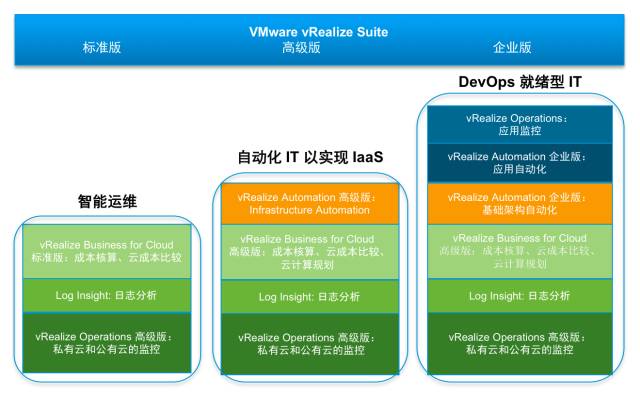 VMware vRealize Suite
标准版
高级版
企业版
DevOps 就绪型 IT
vRealize Operations：
应用监控
vRealize Automation 企业版：
应用自动化
自动化 IT 以实现 IaaS
vRealize Automation 高级版：
Infrastructure Automation
vRealize Automation 企业版：
基础架构自动化
智能运维
vRealize Business for Cloud
标准版：成本核算、云成本比较
vRealize Business for Cloud
高级版：成本核算、云成本比较、
云计算规划
vRealize Business for Cloud
高级版：成本核算、云成本比较、
云计算规划
Log Insight: 日志分析
Log Insight: 日志分析
Log Insight: 日志分析
vRealize Operations 高级版：
私有云和公有云的监控
vRealize Operations 高级版：
私有云和公有云的监控
vRealize Operations 高级版：
私有云和公有云的监控